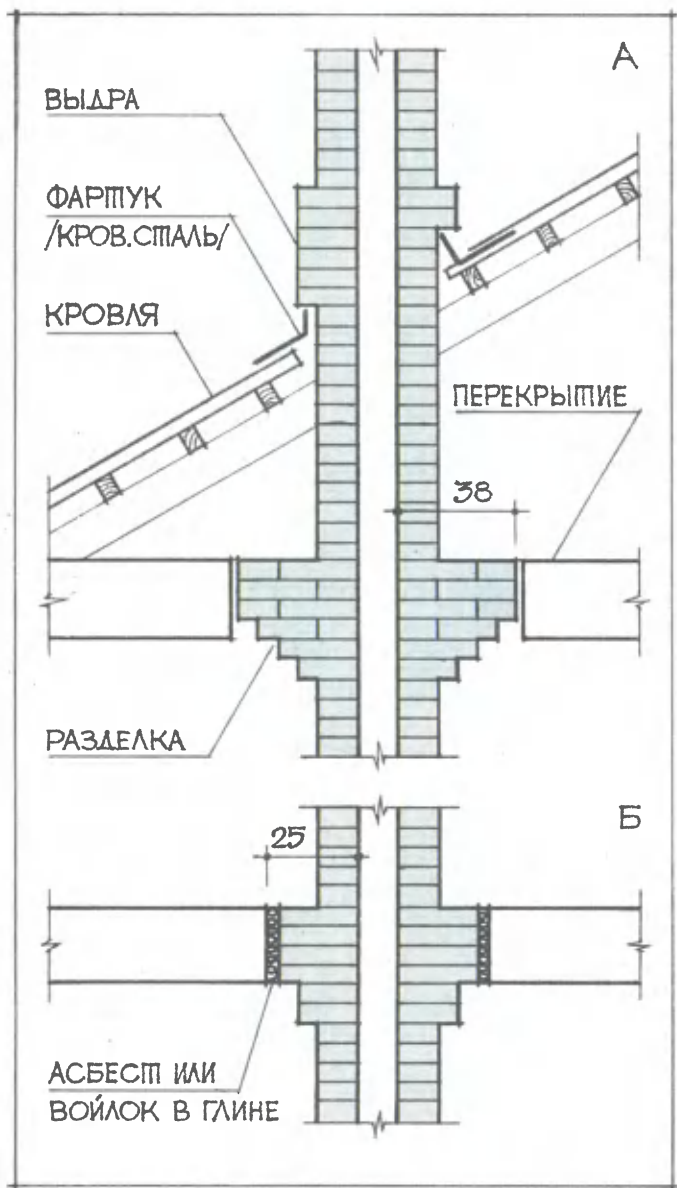 А
ВЫДРА
ФАРТУК
/КРОВ.СТАЛЬ/
КРОВЛЯ
ПЕРЕКРЫТИЕ
38
РАЗДЕЛКА
Б
25
АСБЕСТ ИЛИ
ВОЙЛОК В ГЛИНЕ